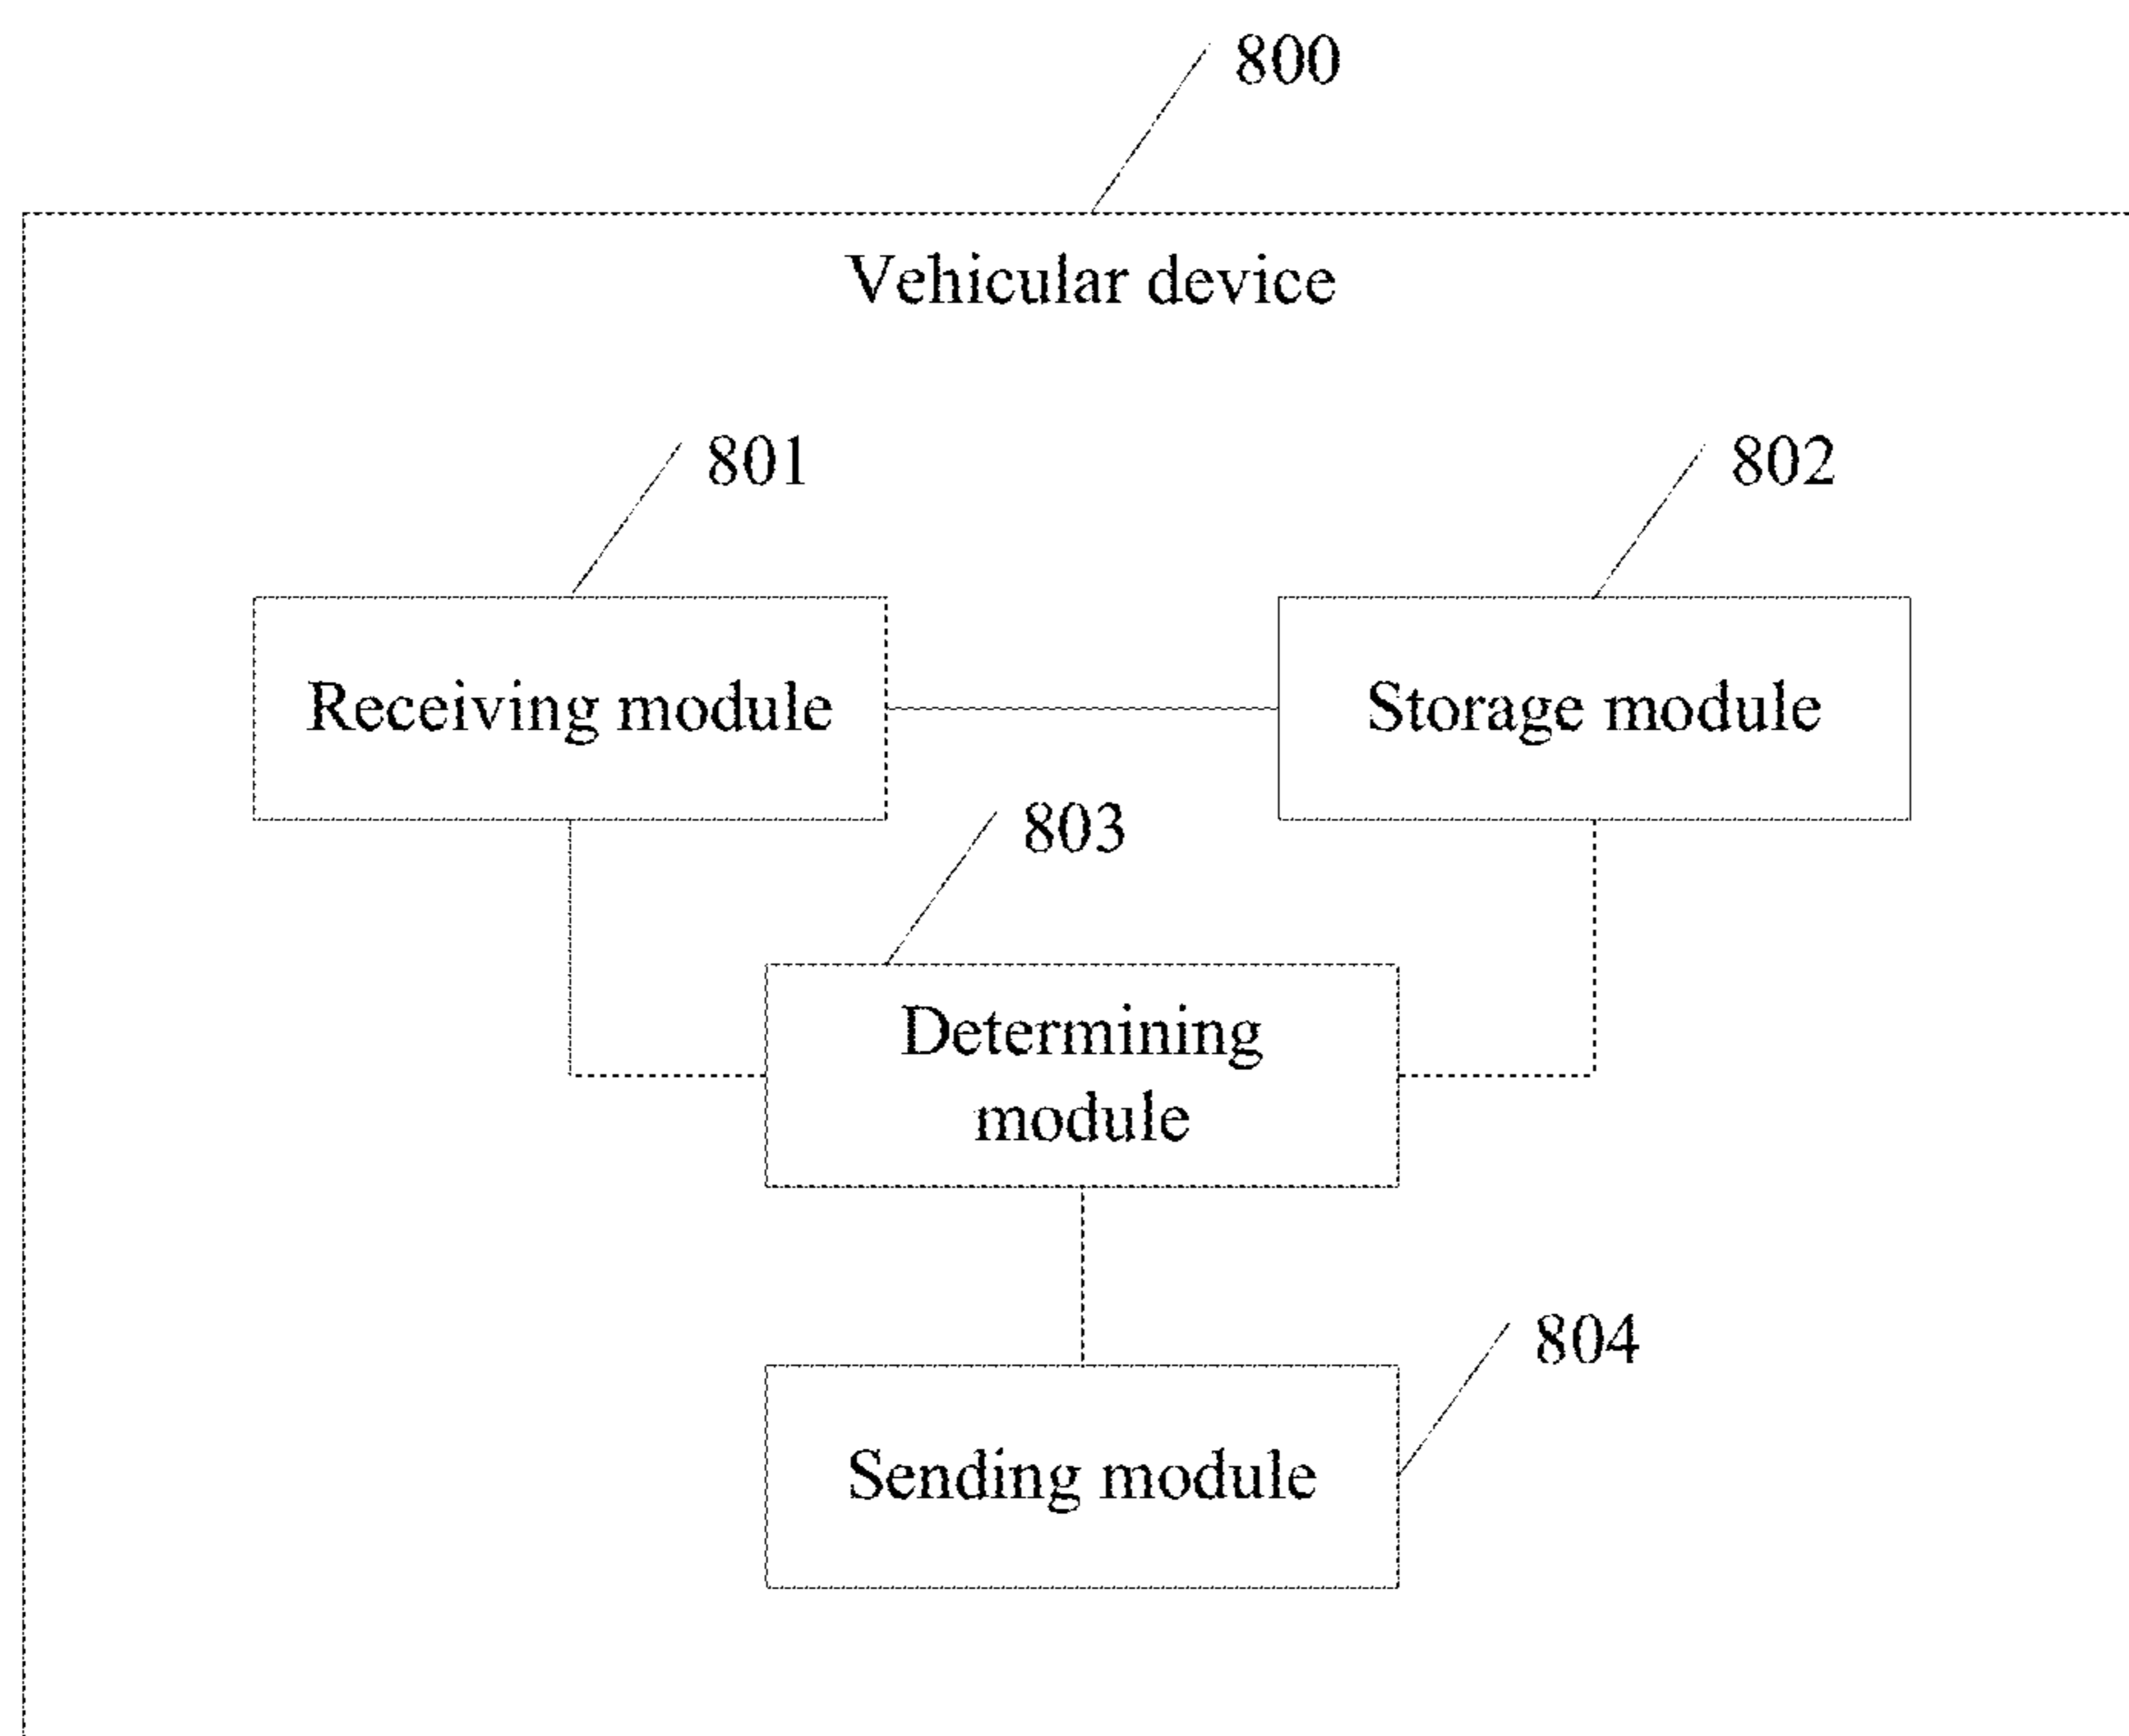 800
Vehicular device
801
802
Receiving module
Storage module
803
Determining
module
804
Sending module